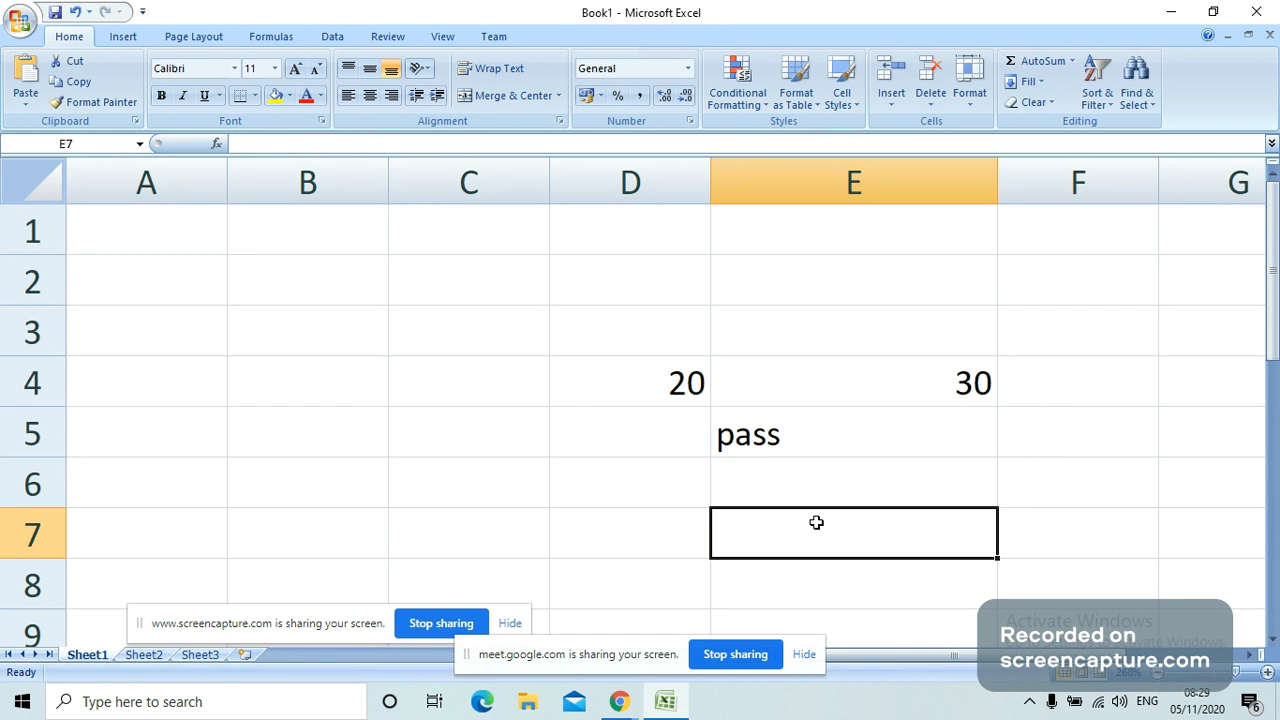 Book1 - Microsoft Excel
Home Insert Page Layout Formulas Data Review View Team
Paste
Cut
Copy
Format Painter
Clipboard
Calibri 11
B I U
Font
Wrap Text
Merge & Center
Alignment
General
% ,
Number
Conditional Formatting
Format as Table
Cell Styles
Styles
Insert Delete Format
Cells
Σ AutoSum
Fill
Clear
Sort & Filter
Find & Select
Editing
E7 fx
A B C D E F G
1
2
3
4 20 30
5 pass
6
7
8
9
www.screencapture.com is sharing your screen. Stop sharing Hide
meet.google.com is sharing your screen. Stop sharing Hide
Activate Windows
Recorded on
screencapture.com
Sheet1 Sheet2 Sheet3
Ready
268%
Type here to search
ENG
08:29
05/11/2020
6